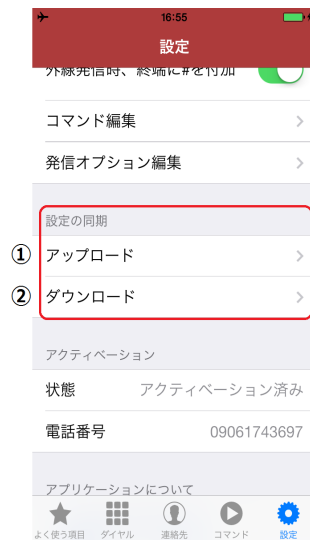 16:55
設定
外線発信時、終端に#を付加
コマンド編集
発信オプション編集
設定の同期
① アップロード
② ダウンロード
アクティベーション
状態 アクティベーション済み
電話番号 09061743697
アプリケーションについて
よく使う項目 ダイヤル 連絡先 コマンド 設定